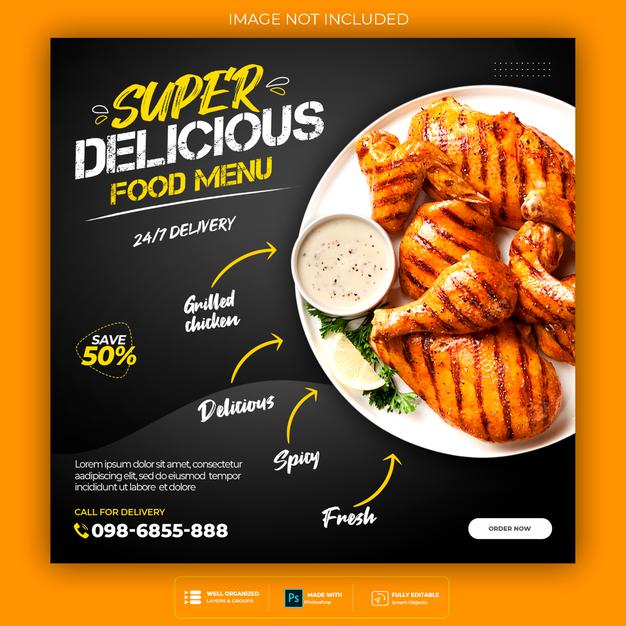 IMAGE NOT INCLUDED
SUPER
DELICIOUS
FOOD MENU
24/7 DELIVERY
Grilled
chicken
SAVE
50%
Delicious
Spicy
Fresh
Lorem ipsum dolor sit amet, consectetur
adipiscing elit, sed do eiusmod tempor
incididunt ut labore et dolore
CALL FOR DELIVERY
098-6855-888
ORDER NOW
WELL ORGANIZED
LAYERS & GROUPS
Ps
MADE WITH
Photoshop
FULLY EDITABLE
Smart-Objects